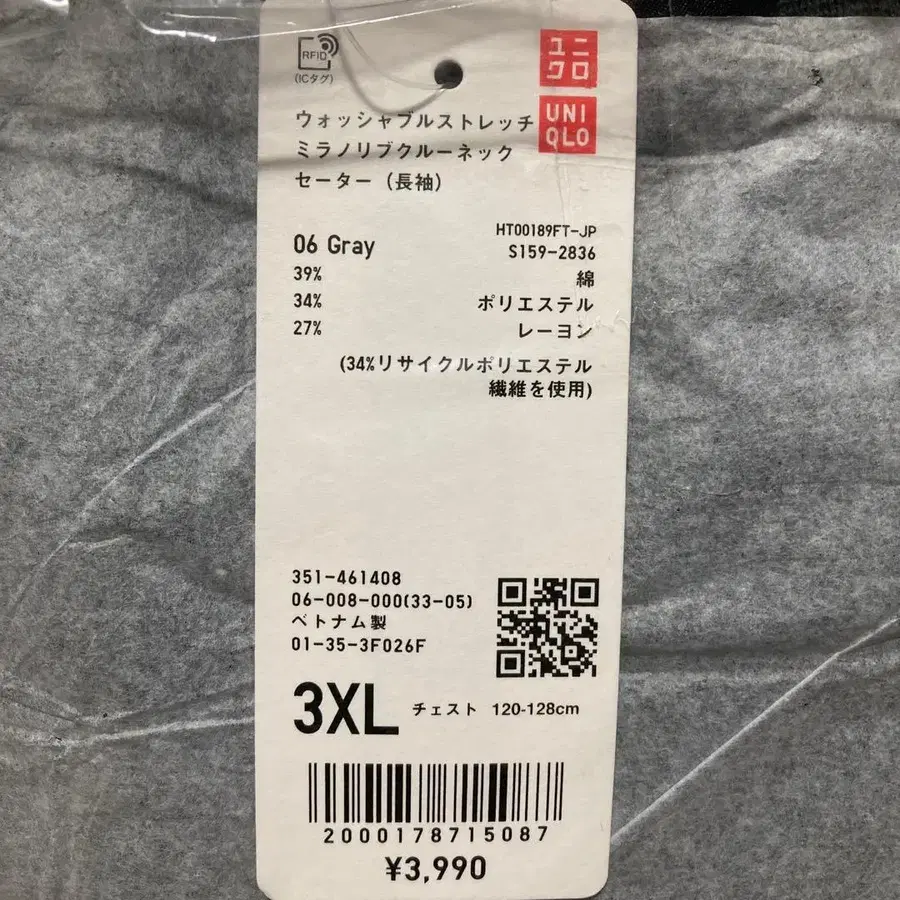 RFID
(ICタグ)
ユニ
クロ
UNI
QLO
ウォッシャブルストレッチ
ミラノリブクルーネック
セーター（長袖）
HT00189FT-JP
06 Gray
S159-2836
39% 綿
34% ポリエステル
27% レーヨン
(34%リサイクルポリエステル
繊維を使用)
351-461408
06-008-000(33-05)
ベトナム製
01-35-3F026F
3XL チェスト 120-128cm
2000178715087
¥3,990